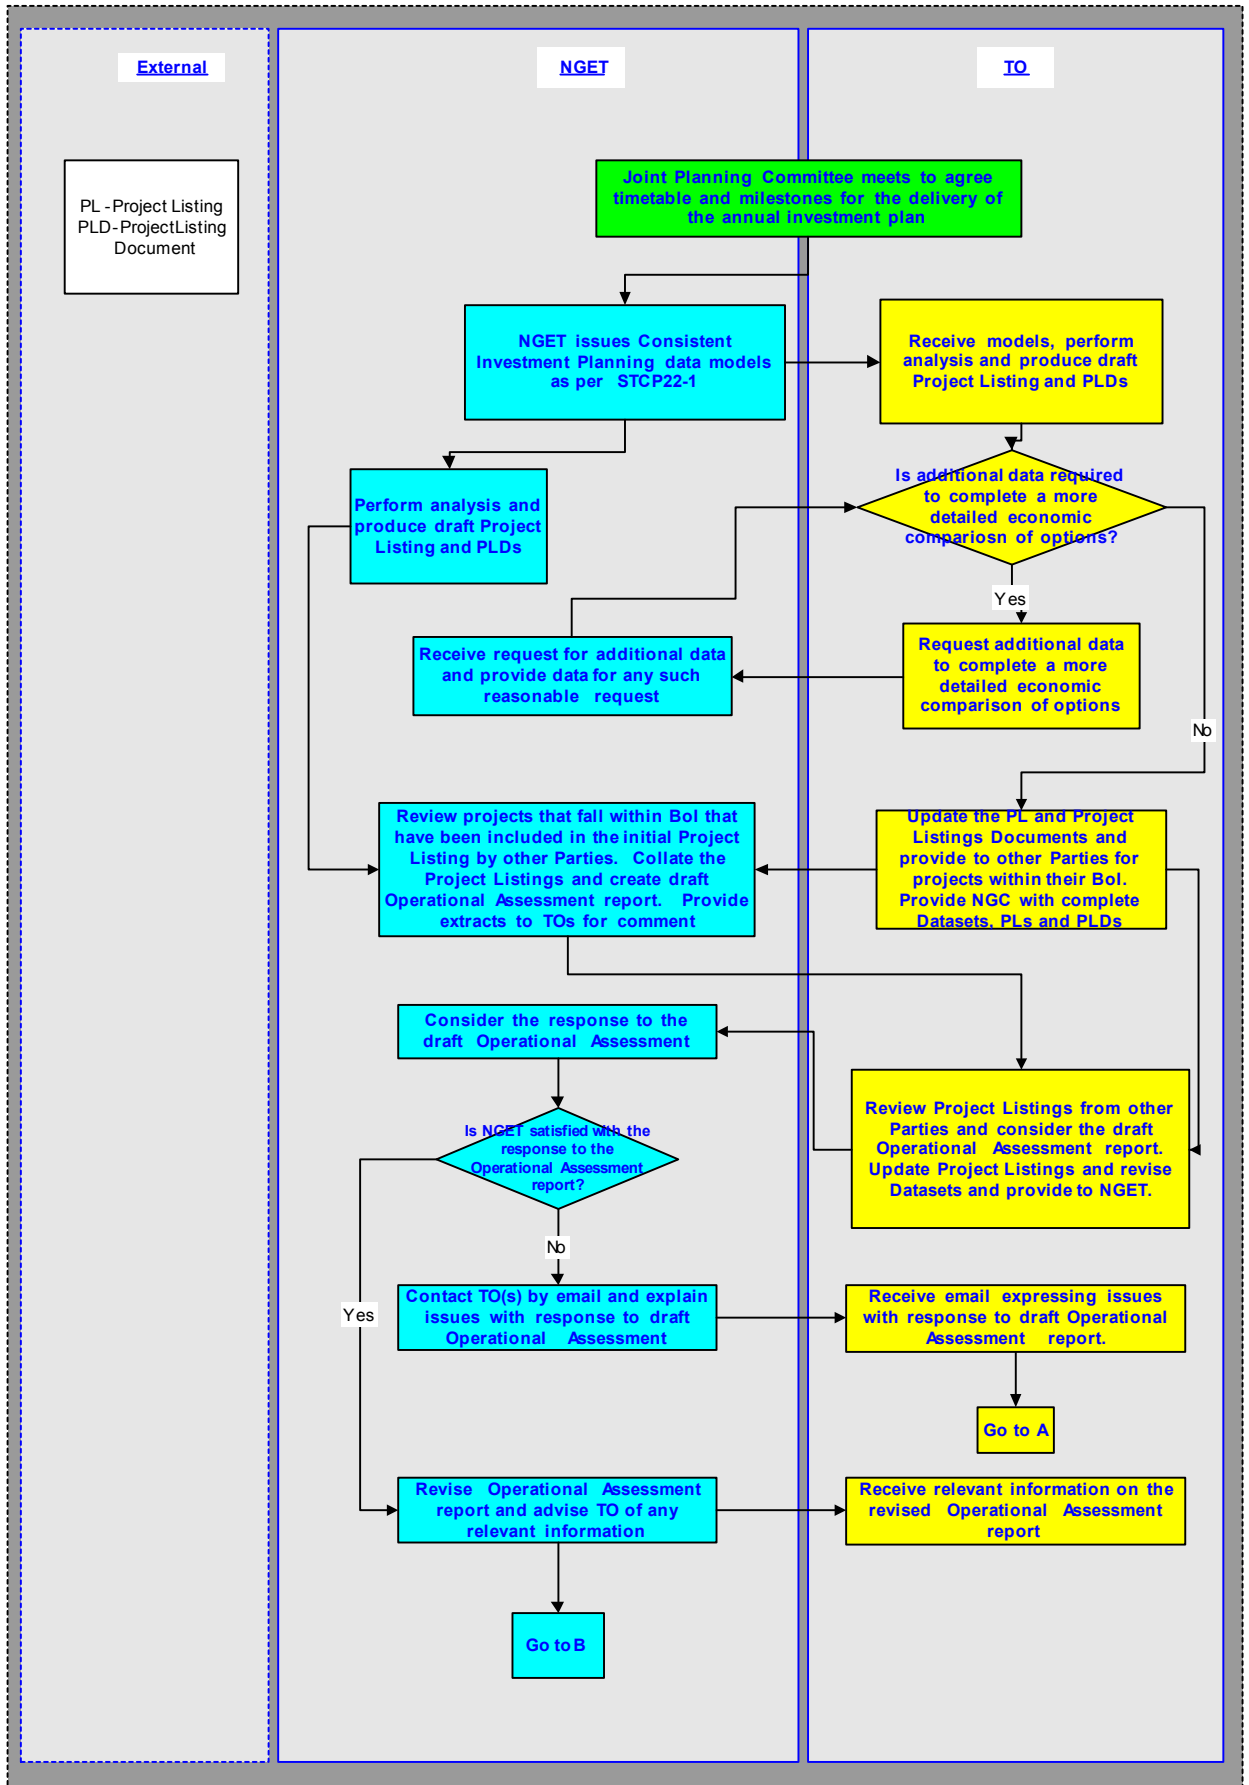 External
NGET
TO
PL - Project Listing
PLD-ProjectListing
Document
Joint Planning Committee meets to agree
timetable and milestones for the delivery of
the annual investment plan
NGET issues Consistent
Investment Planning data models
as per STCP22-1
Receive models, perform
analysis and produce draft
Project Listing and PLDs
Perform analysis and
produce draft Project
Listing and PLDs
Is additional data required
to complete a more
detailed economic
compariosn of options?
Yes
No
Receive request for additional data
and provide data for any such
reasonable request
Request additional data
to complete a more
detailed economic
comparison of options
Review projects that fall within BoI that
have been included in the initial Project
Listing by other Parties. Collate the
Project Listings and create draft
Operational Assessment report. Provide
extracts to TOs for comment
Update the PL and Project
Listings Documents and
provide to other Parties for
projects within their BoI.
Provide NGC with complete
Datasets, PLs and PLDs
Consider the response to the
draft Operational Assessment
Review Project Listings from other
Parties and consider the draft
Operational Assessment report.
Update Project Listings and revise
Datasets and provide to NGET.
Is NGET satisfied with the
response to the
Operational Assessment
report?
No
Yes
Contact TO(s) by email and explain
issues with response to draft
Operational Assessment
Receive email expressing issues
with response to draft Operational
Assessment report.
Go to A
Revise Operational Assessment
report and advise TO of any
relevant information
Receive relevant information on the
revised Operational Assessment
report
Go to B